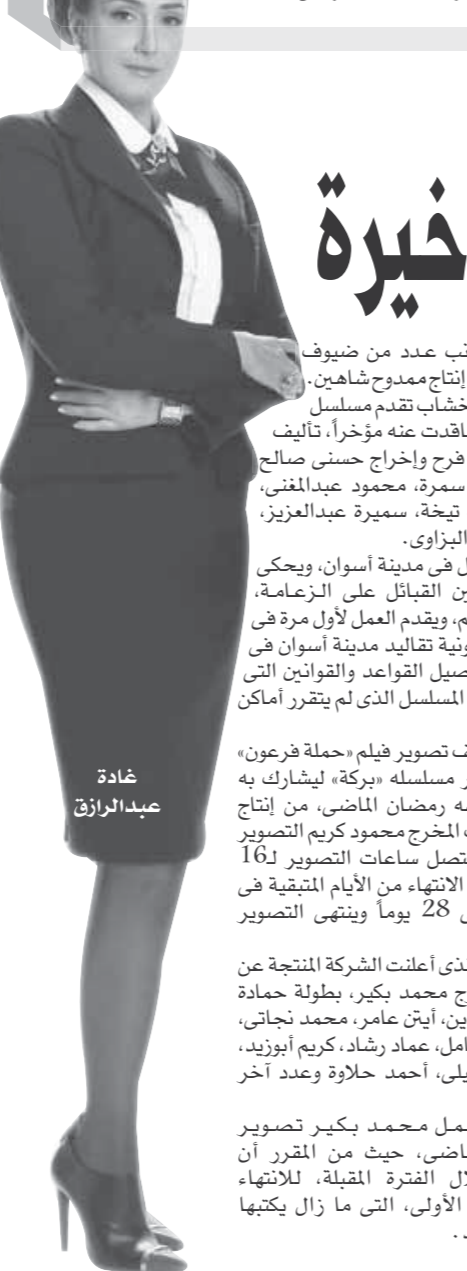 خيرة
تب عدد من ضيوف
إنتاج ممدوح شاهين.
خشاب تقدم مسلسل
اقدت عنه مؤخراً، تأليف
فرح وإخراج حسنى صالح
سمرة، محمود عبدالمغنى،
تيخة، سميرة عبدالعزيز،
البزاوى.
ل فى مدينة أسوان، ويحكى
ين القبائل على الزعامة،
م، ويقدم العمل لأول مرة فى
ونية تقاليد مدينة أسوان فى
صيل القواعد والقوانين التى
المسلسل الذى لم يتقرر أماكن
ف تصوير فيلم «حملة فرعون»
ر مسلسله «بركة» ليشارك به
ه رمضان الماضى، من إنتاج
المخرج محمود كريم التصوير
تصل ساعات التصوير لـ16
الانتهاء من الأيام المتبقية فى
ى 28 يوماً وينتهى التصوير
لذى أعلنت الشركة المنتجة عن
ج محمد بكير، بطولة حمادة
ين، أيتن عامر، محمد نجاتى،
امل، عماد رشاد، كريم أبوزيد،
يلى، أحمد حلاوة وعدد آخر
مل محمد بكير تصوير
اضى، حيث من المقرر أن
لال الفترة المقبلة، للانتهاء
الأولى، التى ما زال يكتبها
د.
غادة
عبدالرازق